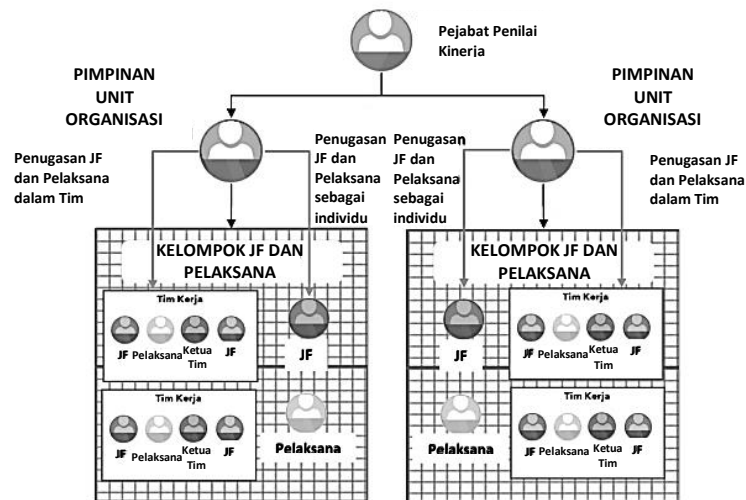 Pejabat Penilai
Kinerja
PIMPINAN
UNIT
ORGANISASI
PIMPINAN
UNIT
ORGANISASI
Penugasan JF
dan Pelaksana
dalam Tim
Penugasan
JF dan
Pelaksana
sebagai
individu
Penugasan
JF dan
Pelaksana
sebagai
individu
Penugasan JF
dan Pelaksana
dalam Tim
KELOMPOK JF DAN
PELAKSANA
Tim Kerja
JF Pelaksana Ketua Tim JF
JF
Tim Kerja
JF Pelaksana Ketua Tim JF
Pelaksana
KELOMPOK JF DAN
PELAKSANA
JF
Tim Kerja
JF Pelaksana Ketua Tim JF
Pelaksana
Tim Kerja
JF Pelaksana Ketua Tim JF